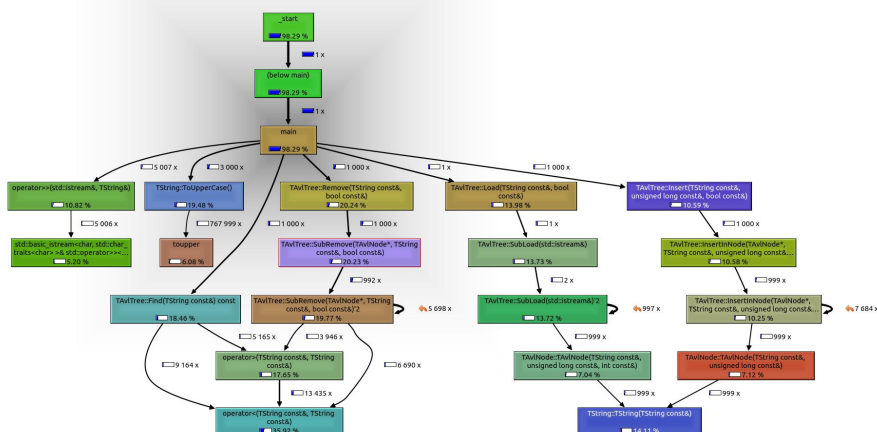 _start
98.29 %
1 x
(below main)
98.29 %
1 x
main
98.29 %
5 007 x
3 000 x
1 000 x
1 x
1 000 x
operator>>(std::istream&, TString&)
10.82 %
TString::ToUpperCase()
19.48 %
TAvlTree::Remove(TString const&,
bool const&)
20.24 %
TAvlTree::Load(TString const&, bool
const&)
13.98 %
TAvlTree::Insert(TString const&,
unsigned long const&, bool const&)
10.59 %
5 006 x
767 999 x
1 000 x
1 000 x
1 x
1 000 x
std::basic_istream<char, std::char_
traits<char> >& std::operator>><...
5.20 %
toupper
6.08 %
TAvlTree::SubRemove(TAvlNode*, TString
const&, bool const&)
20.23 %
TAvlTree::SubLoad(std::istream&)
13.73 %
TAvlTree::InsertInNode(TAvlNode*,
TString const&, unsigned long const&...
10.58 %
992 x
2 x
999 x
TAvlTree::Find(TString const&) const
18.46 %
TAvlTree::SubRemove(TAvlNode*, TString
const&, bool const&)'2
19.77 %
5 698 x
TAvlTree::SubLoad(std::istream&)'2
13.72 %
997 x
TAvlTree::InsertInNode(TAvlNode*,
TString const&, unsigned long const&...
10.25 %
7 684 x
5 165 x
3 946 x
999 x
999 x
9 164 x
operator>(TString const&, TString
const&)
17.65 %
6 690 x
TAvlNode::TAvlNode(TString const&,
unsigned long const&, int const&)
7.04 %
TAvlNode::TAvlNode(TString const&,
unsigned long const&)
7.12 %
13 435 x
999 x
999 x
operator<(TString const&, TString
const&)
35.92 %
TString::TString(TString const&)
14.11 %